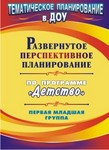 ТЕМАТИЧЕСКОЕ ПЛАНИРОВАНИЕ
В ДОУ
РАЗВЕРНУТОЕ
ПЕРСПЕКТИВНОЕ
ПЛАНИРОВАНИЕ
ПО ПРОГРАММЕ
«ДЕТСТВО»
ПЕРВАЯ МЛАДШАЯ
ГРУППА